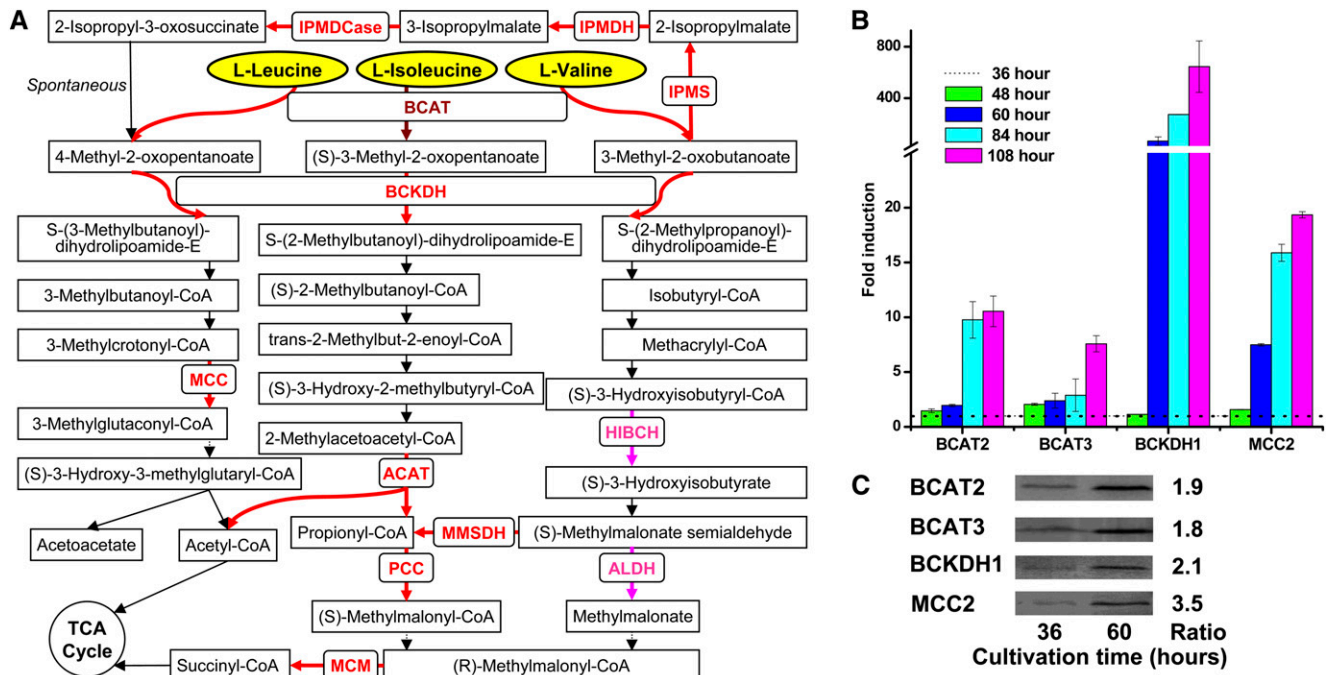 A
2-Isopropyl-3-oxosuccinate
IPMDCase
3-Isopropylmalate
IPMDH
2-Isopropylmalate
L-Leucine
L-Isoleucine
L-Valine
Spontaneous
IPMS
BCAT
4-Methyl-2-oxopentanoate
(S)-3-Methyl-2-oxopentanoate
3-Methyl-2-oxobutanoate
BCKDH
S-(3-Methylbutanoyl)-
dihydrolipoamide-E
S-(2-Methylbutanoyl)-dihydrolipoamide-E
S-(2-Methylpropanoyl)-
dihydrolipoamide-E
3-Methylbutanoyl-CoA
(S)-2-Methylbutanoyl-CoA
Isobutyryl-CoA
3-Methylcrotonyl-CoA
trans-2-Methylbut-2-enoyl-CoA
Methacrylyl-CoA
MCC
(S)-3-Hydroxy-2-methylbutyryl-CoA
(S)-3-Hydroxyisobutyryl-CoA
3-Methylglutaconyl-CoA
2-Methylacetoacetyl-CoA
HIBCH
(S)-3-Hydroxy-3-methylglutaryl-CoA
ACAT
(S)-3-Hydroxyisobutyrate
Acetoacetate
Acetyl-CoA
Propionyl-CoA
MMSDH
(S)-Methylmalonate semialdehyde
PCC
ALDH
TCA
Cycle
(S)-Methylmalonyl-CoA
Methylmalonate
Succinyl-CoA
MCM
(R)-Methylmalonyl-CoA
B
Fold induction
800
400
20
15
10
5
0
36 hour
48 hour
60 hour
84 hour
108 hour
BCAT2
BCAT3
BCKDH1
MCC2
C
BCAT2
1.9
BCAT3
1.8
BCKDH1
2.1
MCC2
3.5
36
60
Ratio
Cultivation time (hours)